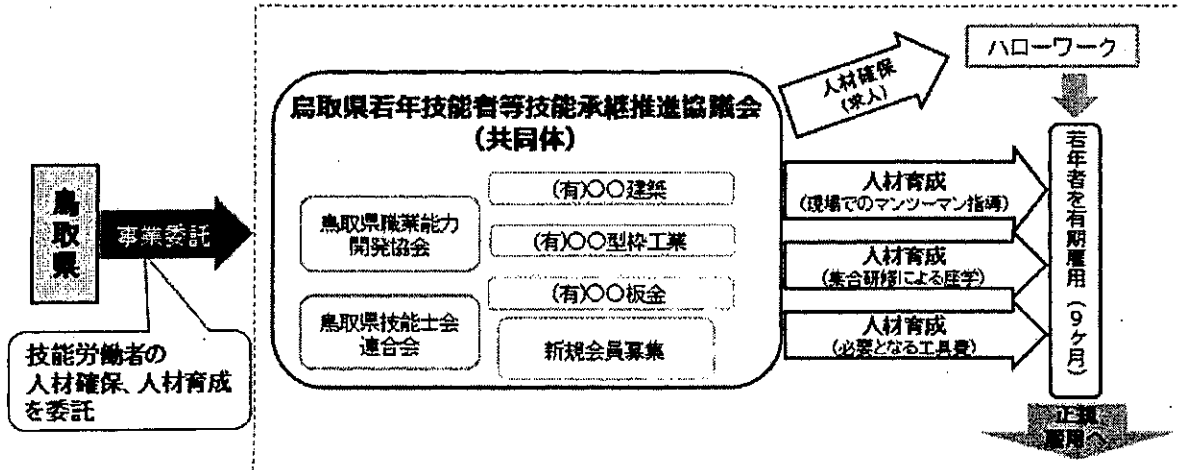 鳥取県
事業委託
技能労働者の
人材確保、人材育成
を委託
鳥取県若年技能者等技能承継推進協議会
(共同体)
鳥取県職業能力
開発協会
鳥取県技能士会
連合会
(有)〇〇建築
(有)〇〇型枠工業
(有)〇〇板金
新規会員募集
人材確保
(求人)
人材育成
(現場でのマンツーマン指導)
人材育成
(集合研修による座学)
人材育成
(必要となる工具費)
ハローワーク
若年者を有期雇用(9ヶ月)
正規
雇用へ